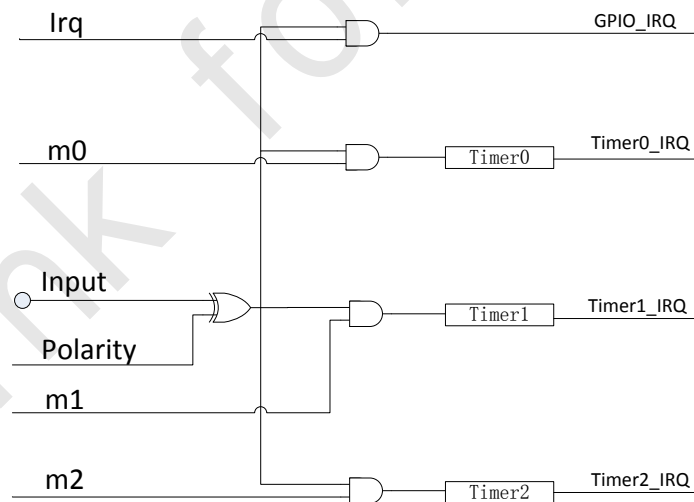 Irq
GPIO_IRQ
m0
Timer0
Timer0_IRQ
Input
Timer1
Timer1_IRQ
Polarity
m1
m2
Timer2
Timer2_IRQ